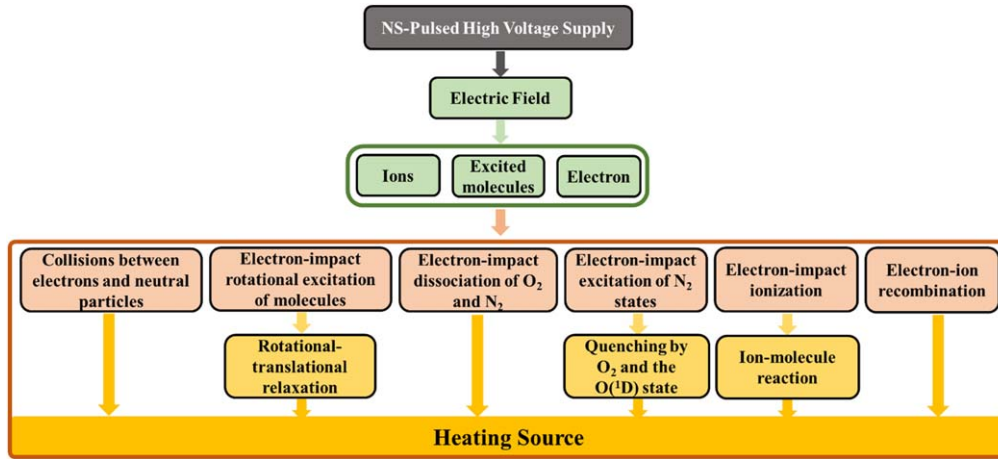 NS-Pulsed High Voltage Supply
Electric Field
Ions
Excited
molecules
Electron
Collisions between
electrons and neutral
particles
Electron-impact
rotational excitation
of molecules
Electron-impact
dissociation of O₂
and N₂
Electron-impact
excitation of N₂
states
Electron-impact
ionization
Electron-ion
recombination
Rotational-
translational
relaxation
Quenching by
O₂ and the
O(¹D) state
Ion-molecule
reaction
Heating Source